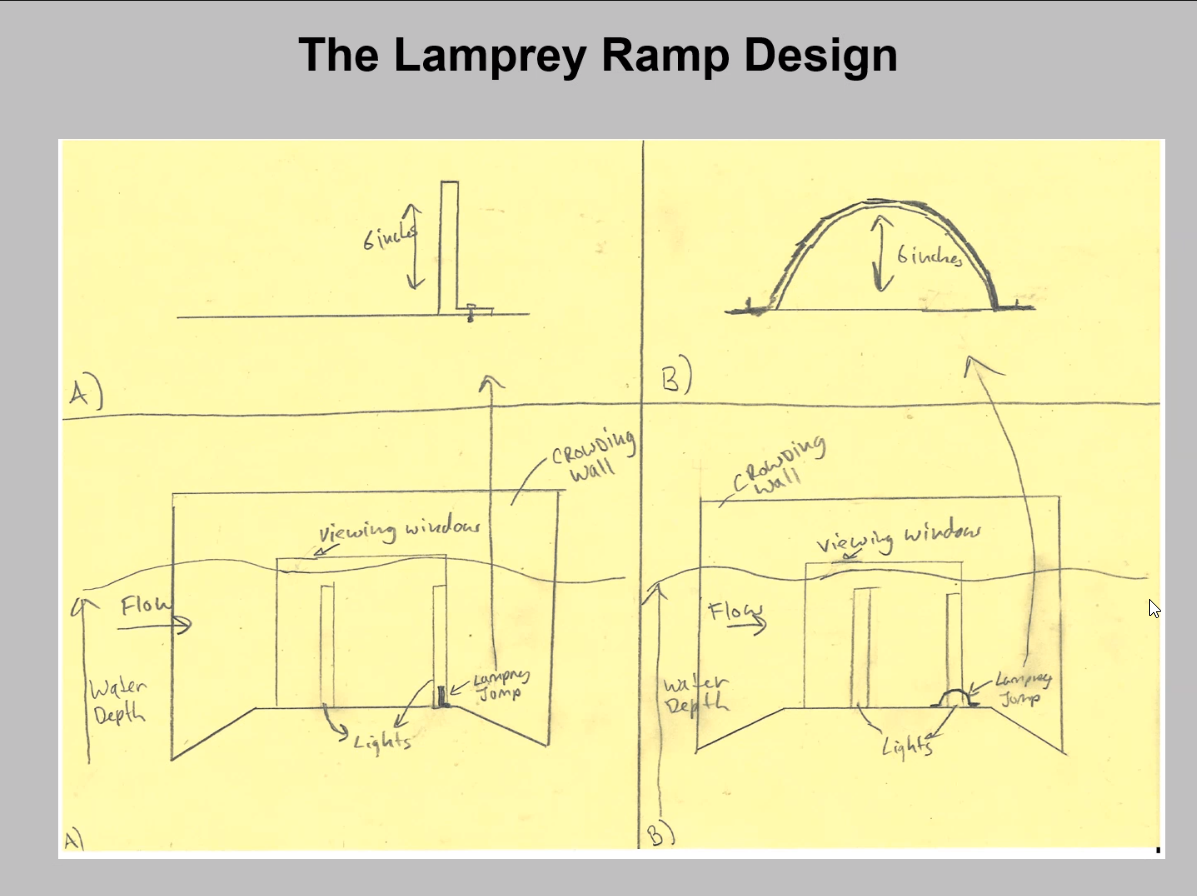 The Lamprey Ramp Design
6 inches
A)
6 inches
B)
CROWDING
Wall
Viewing window
Flow
Water
Depth
Lamprey
Jump
Lights
A)
CROWDING
Wall
Viewing window
Flow
Water
Depth
Lamprey
Jump
Lights
B)